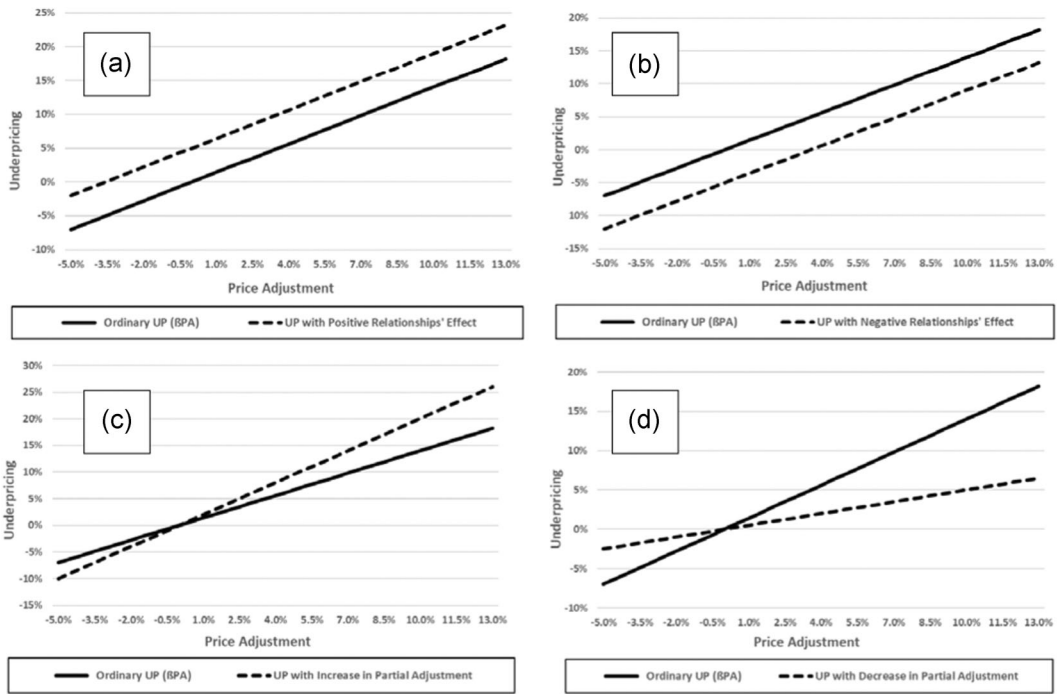 (a)
25%
20%
15%
10%
5%
0%
-5%
-10%
Underpricing
-5.0% -3.5% -2.0% -0.5% 1.0% 2.5% 4.0% 5.5% 7.0% 8.5% 10.0% 11.5% 13.0%
Price Adjustment
Ordinary UP (ßPA) UP with Positive Relationships' Effect
(b)
20%
15%
10%
5%
0%
-5%
-10%
-15%
Underpricing
-5.0% -3.5% -2.0% -0.5% 1.0% 2.5% 4.0% 5.5% 7.0% 8.5% 10.0% 11.5% 13.0%
Price Adjustment
Ordinary UP (ßPA) UP with Negative Relationships' Effect
(c)
30%
25%
20%
15%
10%
5%
0%
-5%
-10%
-15%
Underpricing
-5.0% -3.5% -2.0% -0.5% 1.0% 2.5% 4.0% 5.5% 7.0% 8.5% 10.0% 11.5% 13.0%
Price Adjustment
Ordinary UP (ßPA) UP with Increase in Partial Adjustment
(d)
20%
15%
10%
5%
0%
-5%
-10%
Underpricing
-5.0% -3.5% -2.0% -0.5% 1.0% 2.5% 4.0% 5.5% 7.0% 8.5% 10.0% 11.5% 13.0%
Price Adjustment
Ordinary UP (ßPA) UP with Decrease in Partial Adjustment